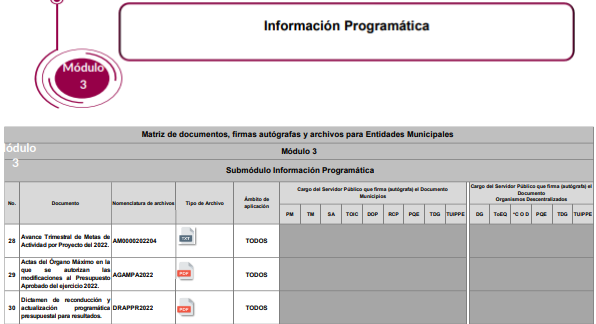 Información Programática
Módulo
3
Matriz de documentos, firmas autógrafas y archivos para Entidades Municipales
Módulo 3
ódulo
3
Submódulo Información Programática
No.
Documento
Nomenclatura de archivos
Tipo de Archivo
Ámbito de
aplicación
Cargo del Servidor Público que firma (autógrafa) el Documento
Municipios
Cargo del Servidor Público que firma (autógrafa) el
Documento
Organismos Descentralizados
PM TM SA TOIC DOP RCP PQE TDG TUIPPE DG ToEQ *C O D PQE TDG TUIPPE
28
Avance Trimestral de Metas de
Actividad por Proyecto del 2022.
AM0000202204
TXT
TODOS
29
Actas del Órgano Máximo en la
que se autorizan las
modificaciones al Presupuesto
Aprobado del ejercicio 2022.
AGAMPA2022
PDF
TODOS
30
Dictamen de reconducción y
actualización programática
presupuestal para resultados.
DRAPPR2022
PDF
TODOS